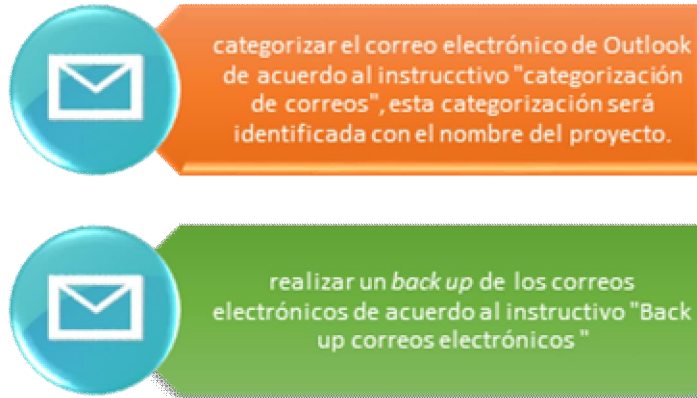 categorizar el correo electrónico de Outlook
de acuerdo al instrucctivo "categorización
de correos", esta categorización será
identificada con el nombre del proyecto.
realizar un back up de los correos
electrónicos de acuerdo al instructivo "Back
up correos electrónicos "